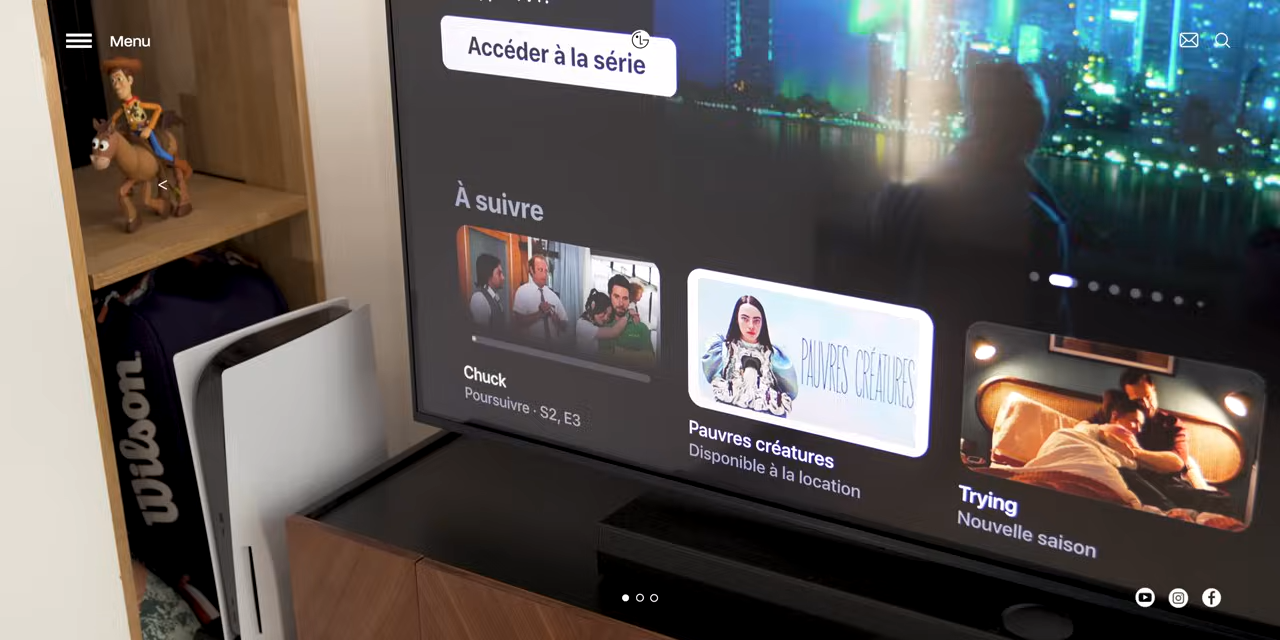 Menu
Accéder à la série
<
À suivre
Chuck
Poursuivre · S2, E3
PAUVRES CRÉATURES
Pauvres créatures
Disponible à la location
Trying
Nouvelle saison
Wilson